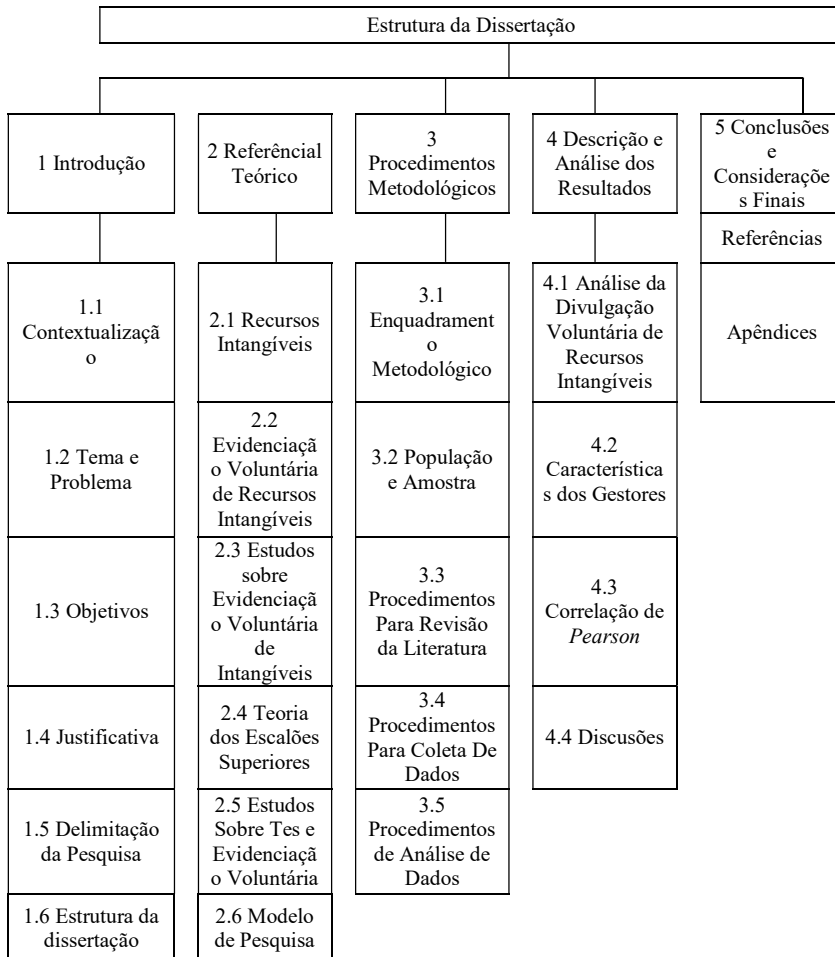 Estrutura da Dissertação
1 Introdução
2 Referêncial
Teórico
3
Procedimentos
Metodológicos
4 Descrição e
Análise dos
Resultados
5 Conclusões
e
Consideraçõe
s Finais
Referências
Apêndices
1.1
Contextualizaçã
o
1.2 Tema e
Problema
1.3 Objetivos
1.4 Justificativa
1.5 Delimitação
da Pesquisa
1.6 Estrutura da
dissertação
2.1 Recursos
Intangíveis
2.2
Evidenciaçã
o Voluntária
de Recursos
Intangíveis
2.3 Estudos
sobre
Evidenciaçã
o Voluntária
de
Intangíveis
2.4 Teoria
dos Escalões
Superiores
2.5 Estudos
Sobre Tes e
Evidenciaçã
o Voluntária
2.6 Modelo
de Pesquisa
3.1
Enquadrament
o
Metodológico
3.2 População
e Amostra
3.3
Procedimentos
Para Revisão
da Literatura
3.4
Procedimentos
Para Coleta De
Dados
3.5
Procedimentos
de Análise de
Dados
4.1 Análise da
Divulgação
Voluntária de
Recursos
Intangíveis
4.2
Característica
s dos Gestores
4.3
Correlação de
Pearson
4.4 Discusões